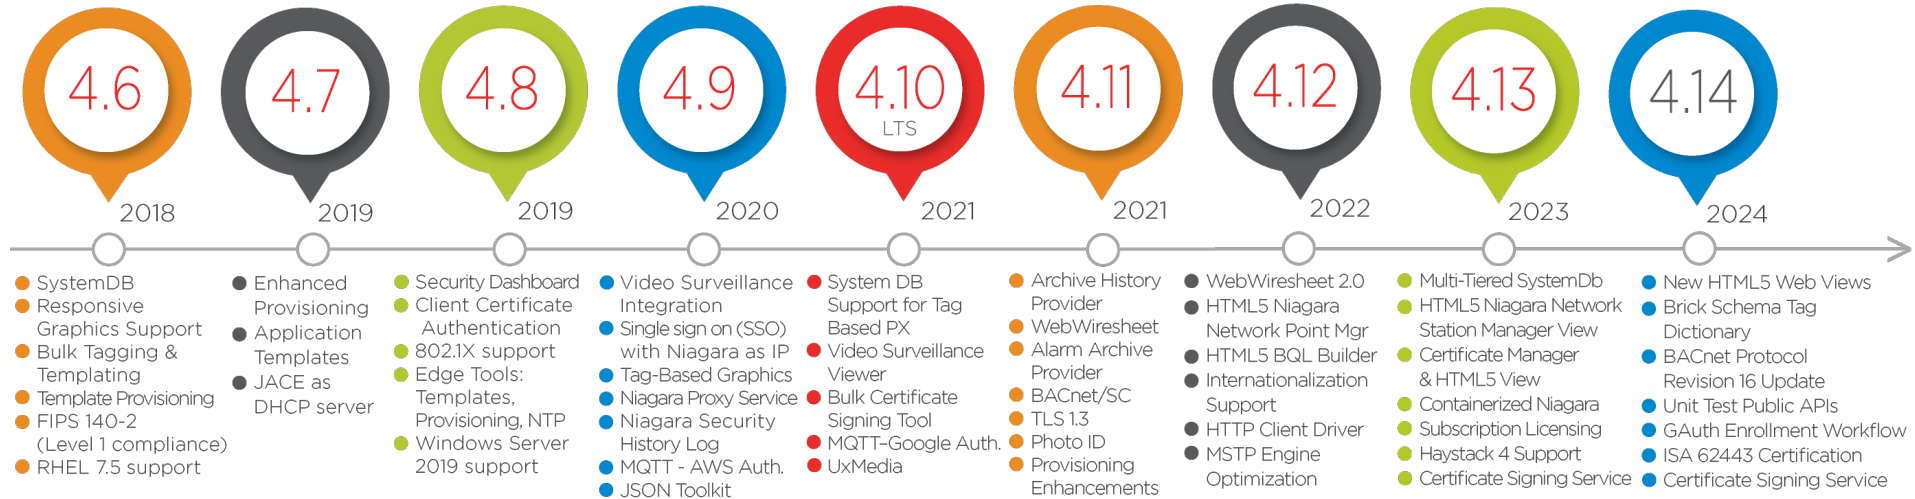 4.6
2018
SystemDB
Responsive
Graphics Support
Bulk Tagging &
Templating
Template Provisioning
FIPS 140-2
(Level 1 compliance)
RHEL 7.5 support
4.7
2019
Enhanced
Provisioning
Application
Templates
JACE as
DHCP server
4.8
2019
Security Dashboard
Client Certificate
Authentication
802.1X support
Edge Tools:
Templates,
Provisioning, NTP
Windows Server
2019 support
4.9
2020
Video Surveillance
Integration
Single sign on (SSO)
with Niagara as IP
Tag-Based Graphics
Niagara Proxy Service
Niagara Security
History Log
MQTT - AWS Auth.
JSON Toolkit
4.10
LTS
2021
System DB
Support for Tag
Based PX
Video Surveillance
Viewer
Bulk Certificate
Signing Tool
MQTT–Google Auth.
UxMedia
4.11
2021
Archive History
Provider
WebWiresheet
Alarm Archive
Provider
BACnet/SC
TLS 1.3
Photo ID
Provisioning
Enhancements
4.12
2022
WebWiresheet 2.0
HTML5 Niagara
Network Point Mgr
HTML5 BQL Builder
Internationalization
Support
HTTP Client Driver
MSTP Engine
Optimization
4.13
2023
Multi-Tiered SystemDb
HTML5 Niagara Network
Station Manager View
Certificate Manager
& HTML5 View
Containerized Niagara
Subscription Licensing
Haystack 4 Support
Certificate Signing Service
4.14
2024
New HTML5 Web Views
Brick Schema Tag
Dictionary
BACnet Protocol
Revision 16 Update
Unit Test Public APIs
GAuth Enrollment Workflow
ISA 62443 Certification
Certificate Signing Service